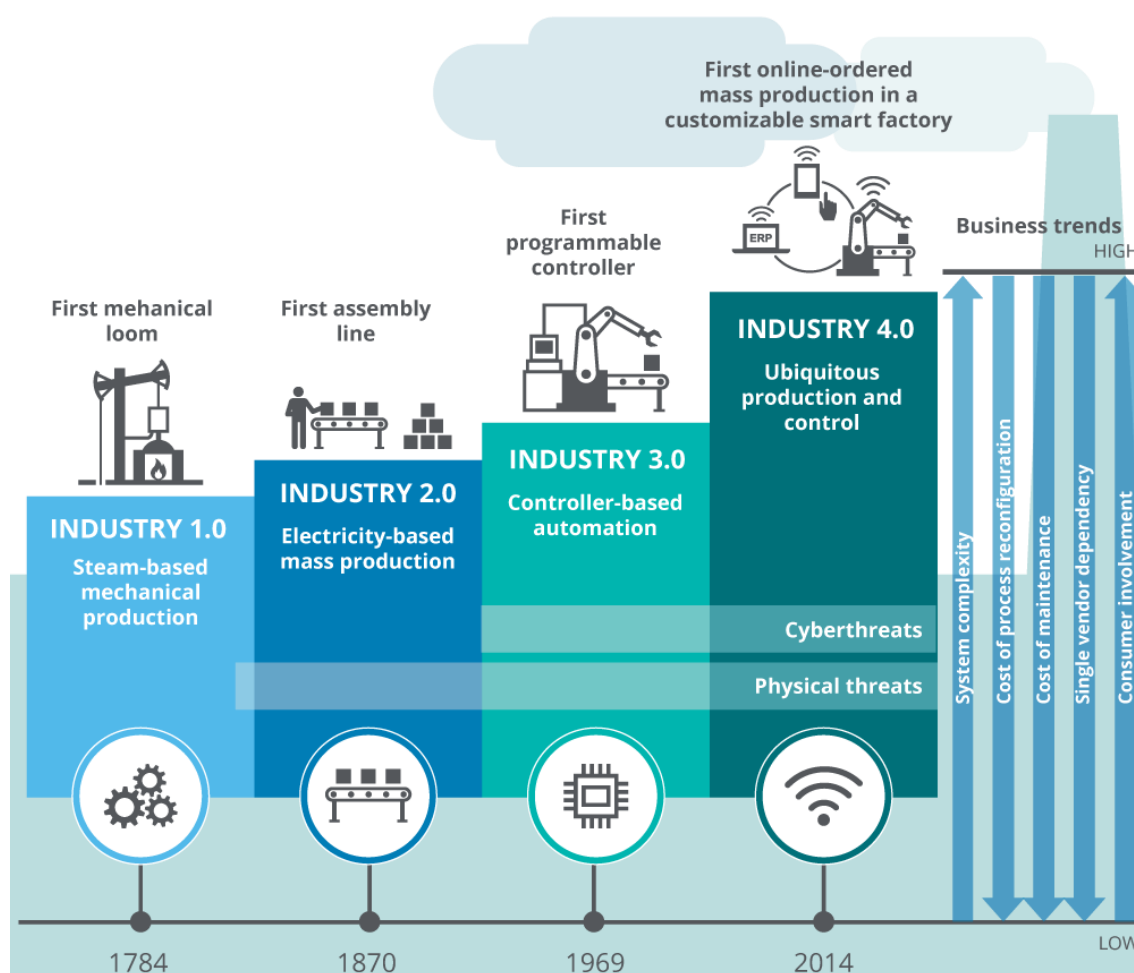 First online-ordered
mass production in a
customizable smart factory
First
programmable
controller
ERP
Business trends
HIGH
First mehanical
loom
First assembly
line
INDUSTRY 4.0
Ubiquitous
production and
control
INDUSTRY 3.0
Controller-based
automation
INDUSTRY 2.0
Electricity-based
mass production
INDUSTRY 1.0
Steam-based
mechanical
production
Cyberthreats
Physical threats
System complexity
Cost of process reconfiguration
Cost of maintenance
Single vendor dependency
Consumer involvement
LOW
1784
1870
1969
2014